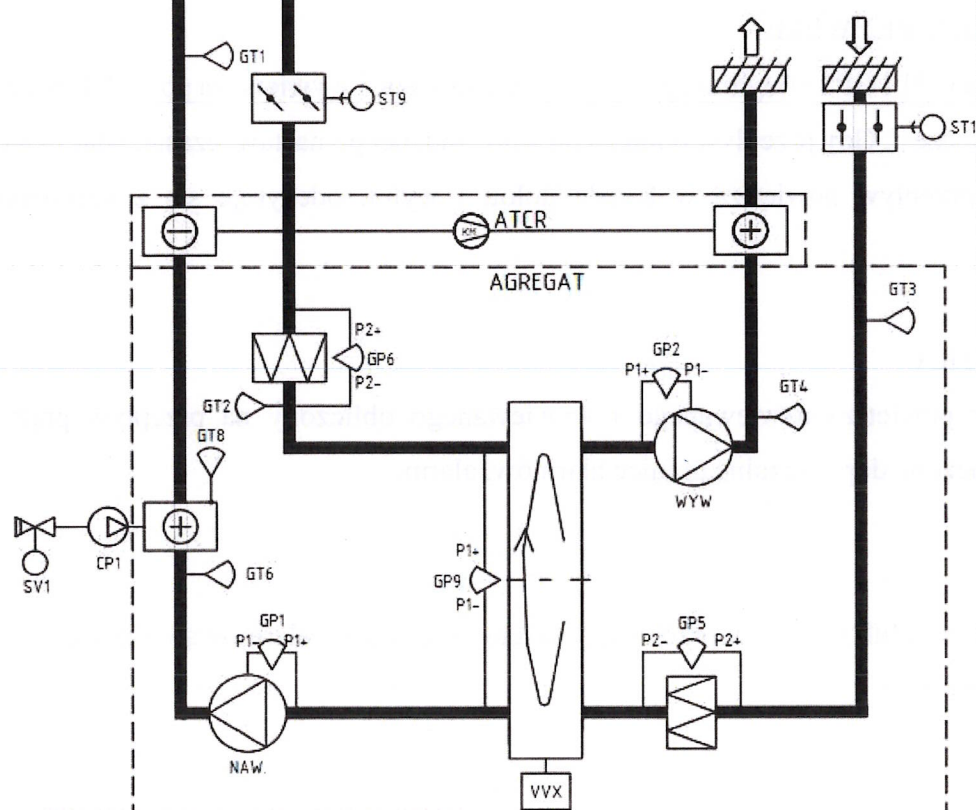 GT1
ST9
ST1
ATCR
KM
AGREGAT
GT3
P2+
GP6
P2-
GP2
P1+ P1-
GT2
GT4
GT8
WYW
SV1
CP1
P1+
GP9
P1-
GT6
GP1
P1- P1+
GP5
P2- P2+
NAW.
VVX